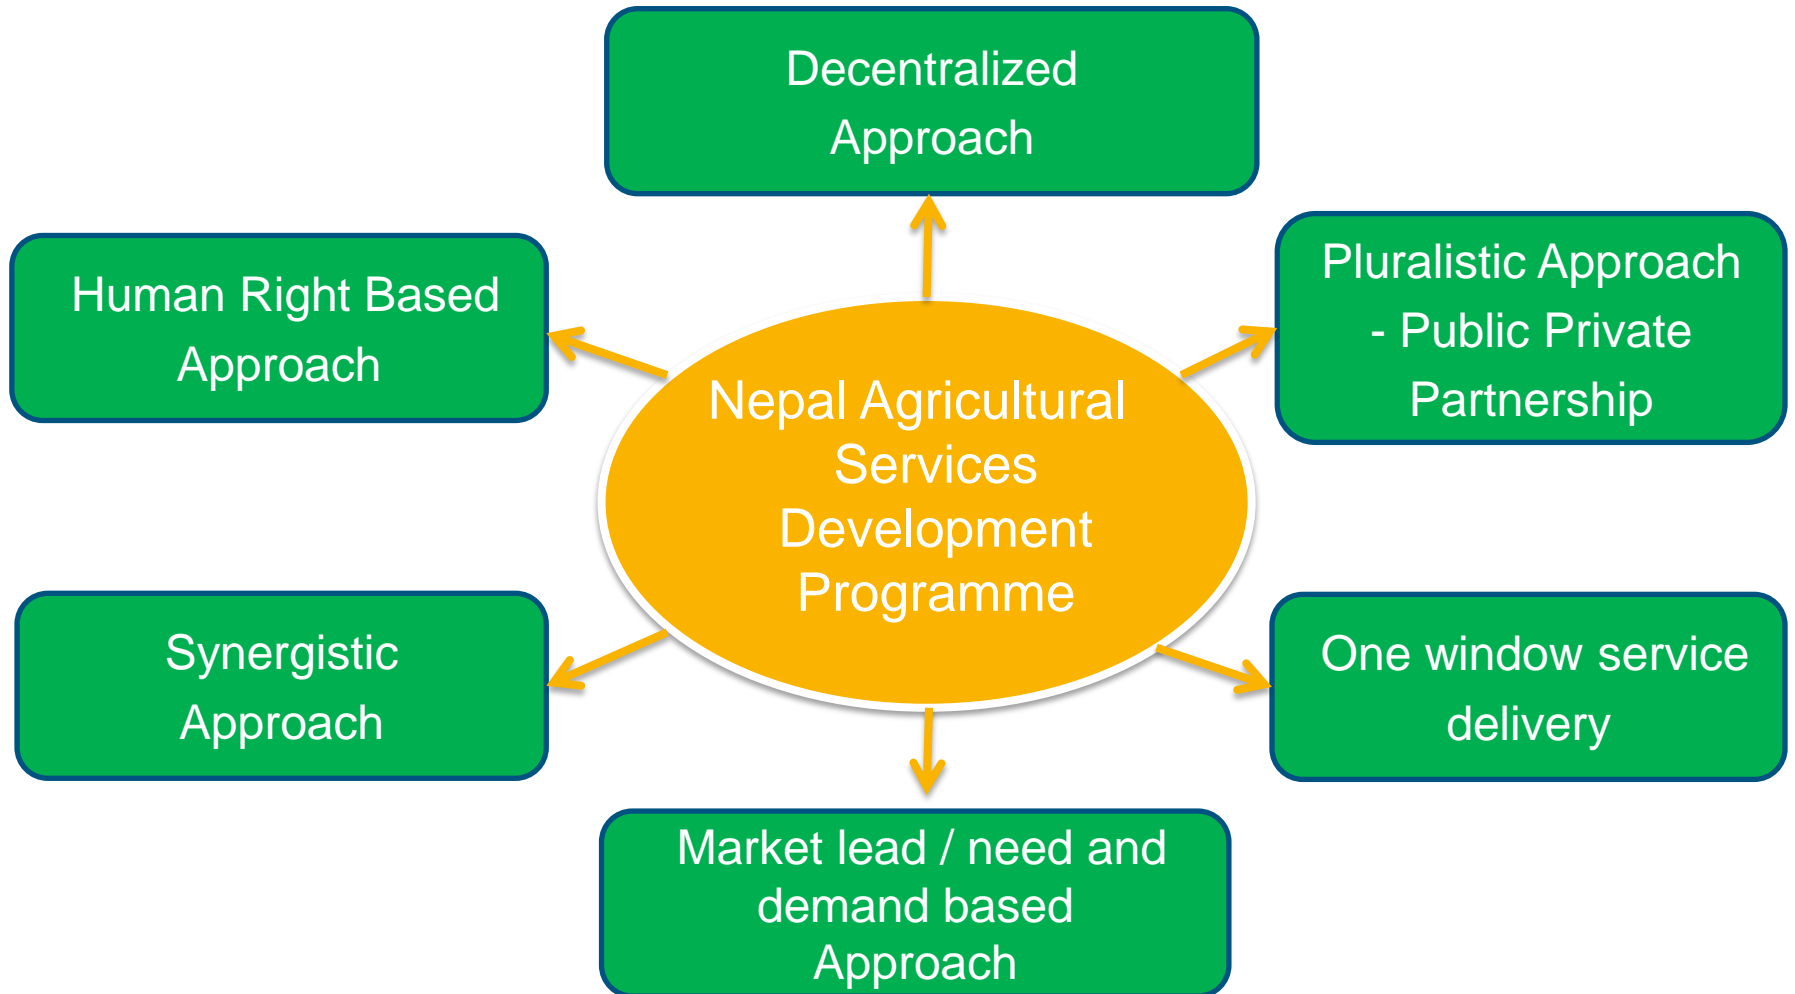 Decentralized
Approach
Human Right Based
Approach
Pluralistic Approach
- Public Private
Partnership
Nepal Agricultural
Services
Development
Programme
Synergistic
Approach
One window service
delivery
Market lead / need and
demand based
Approach